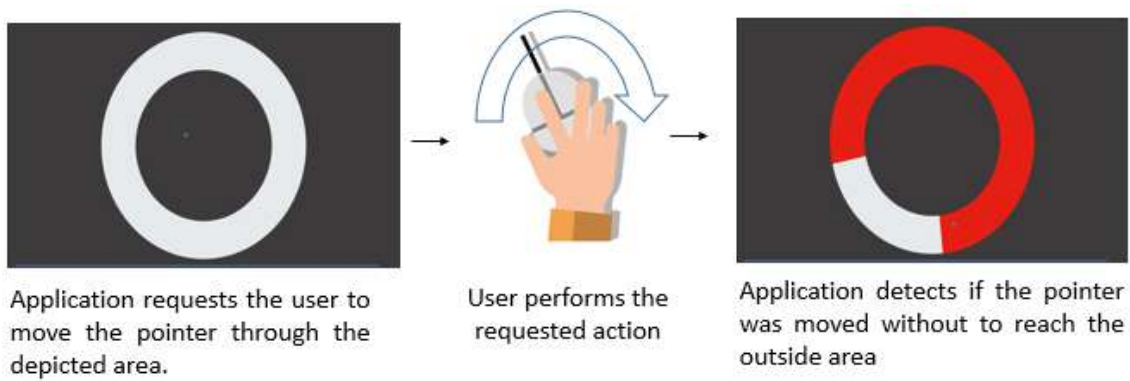 Application requests the user to
move the pointer through the
depicted area.
User performs the
requested action
Application detects if the pointer
was moved without to reach the
outside area